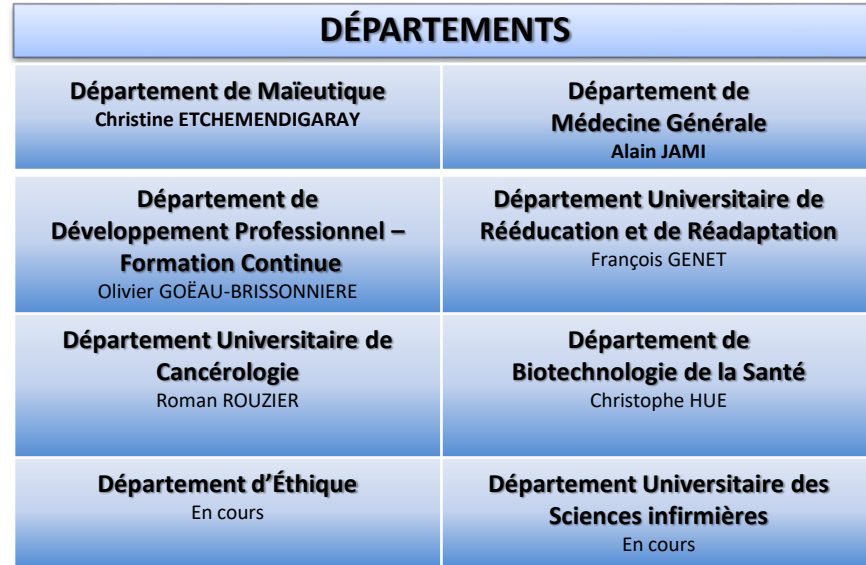 DÉPARTEMENTS
Département de Maïeutique
Christine ETCHEMENDIGARAY
Département de
Médecine Générale
Alain JAMI
Département de
Développement Professionnel –
Formation Continue
Olivier GOËAU-BRISSONNIERE
Département Universitaire de
Rééducation et de Réadaptation
François GENET
Département Universitaire de
Cancérologie
Roman ROUZIER
Département de
Biotechnologie de la Santé
Christophe HUE
Département d’Éthique
En cours
Département Universitaire des
Sciences infirmières
En cours